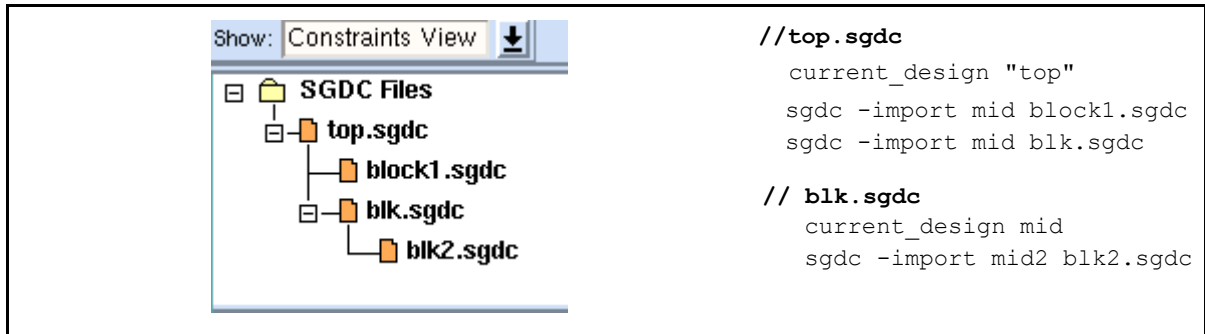 Show: Constraints View
SGDC Files
top.sgdc
block1.sgdc
blk.sgdc
blk2.sgdc
//top.sgdc
current_design "top"
sgdc -import mid block1.sgdc
sgdc -import mid blk.sgdc
// blk.sgdc
current_design mid
sgdc -import mid2 blk2.sgdc